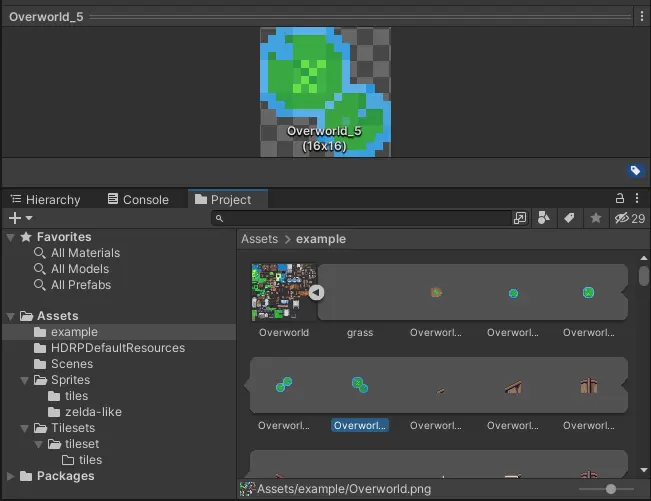 Overworld_5
Overworld_5
(16x16)
Hierarchy
Console
Project
29
Favorites
All Materials
All Models
All Prefabs
Assets
example
HDRPDefaultResources
Scenes
Sprites
tiles
zelda-like
Tilesets
tileset
tiles
Packages
Assets > example
Overworld grass Overworl... Overworl... Overworl...
Overworl... Overworl... Overworl... Overworl... Overworl...
Assets/example/Overworld.png